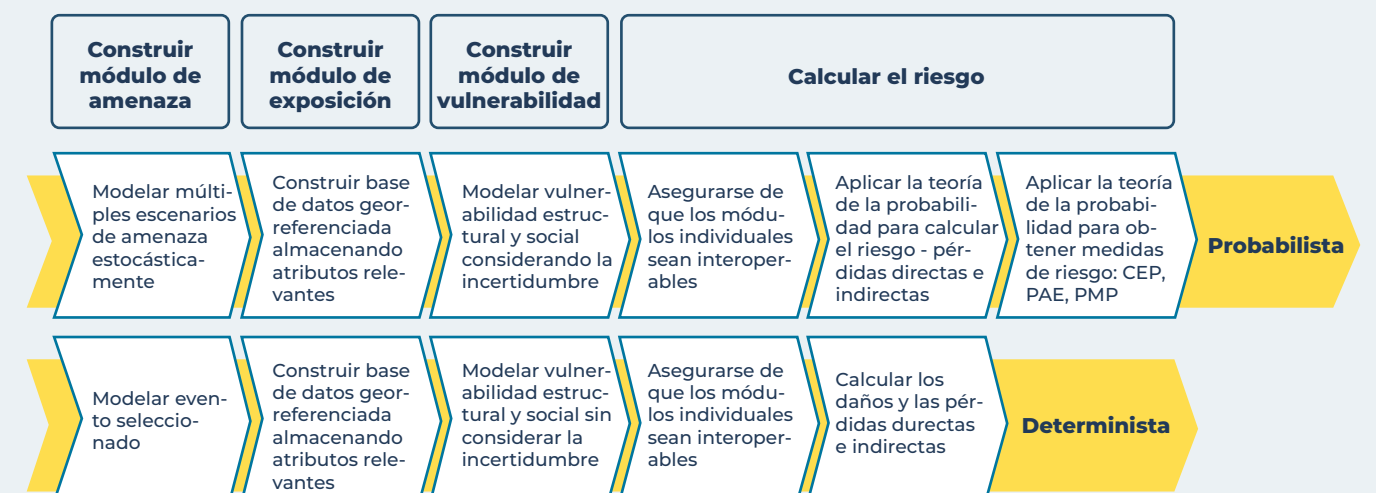 Construir
módulo de
amenaza
Construir
módulo de
exposición
Construir
módulo de
vulnerabilidad
Calcular el riesgo
Modelar múlti-
ples escenarios
de amenaza
estocástica-
mente
Construir base
de datos geor-
referenciada
almacenando
atributos rele-
vantes
Modelar vulner-
abilidad estruc-
tural y social
considerando la
incertidumbre
Asegurarse de
que los módu-
los individuales
sean interoper-
ables
Aplicar la teoría
de la probabili-
dad para calcular
el riesgo - pér-
didas directas e
indirectas
Aplicar la teoría
de la probabi-
lidad para ob-
tener medidas
de riesgo: CEP,
PAE, PMP
Probabilista
Modelar even-
to seleccio-
nado
Construir base
de datos geor-
referenciada
almacenando
atributos rele-
vantes
Modelar vulner-
abilidad estruc-
tural y social sin
considerar la
incertidumbre
Asegurarse de
que los módu-
los individuales
sean interoper-
ables
Calcular los
daños y las pér-
didas durectas
e indirectas
Determinista